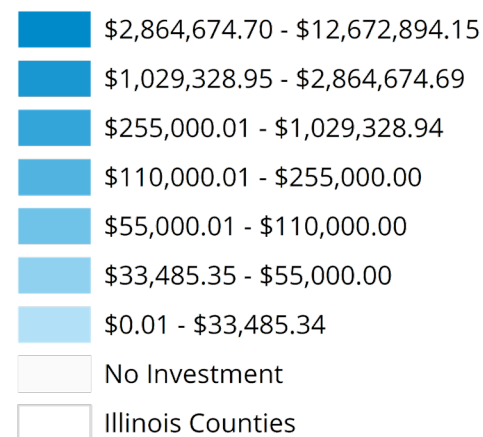 $2,864,674.70 - $12,672,894.15
$1,029,328.95 - $2,864,674.69
$255,000.01 - $1,029,328.94
$110,000.01 - $255,000.00
$55,000.01 - $110,000.00
$33,485.35 - $55,000.00
$0.01 - $33,485.34
No Investment
Illinois Counties